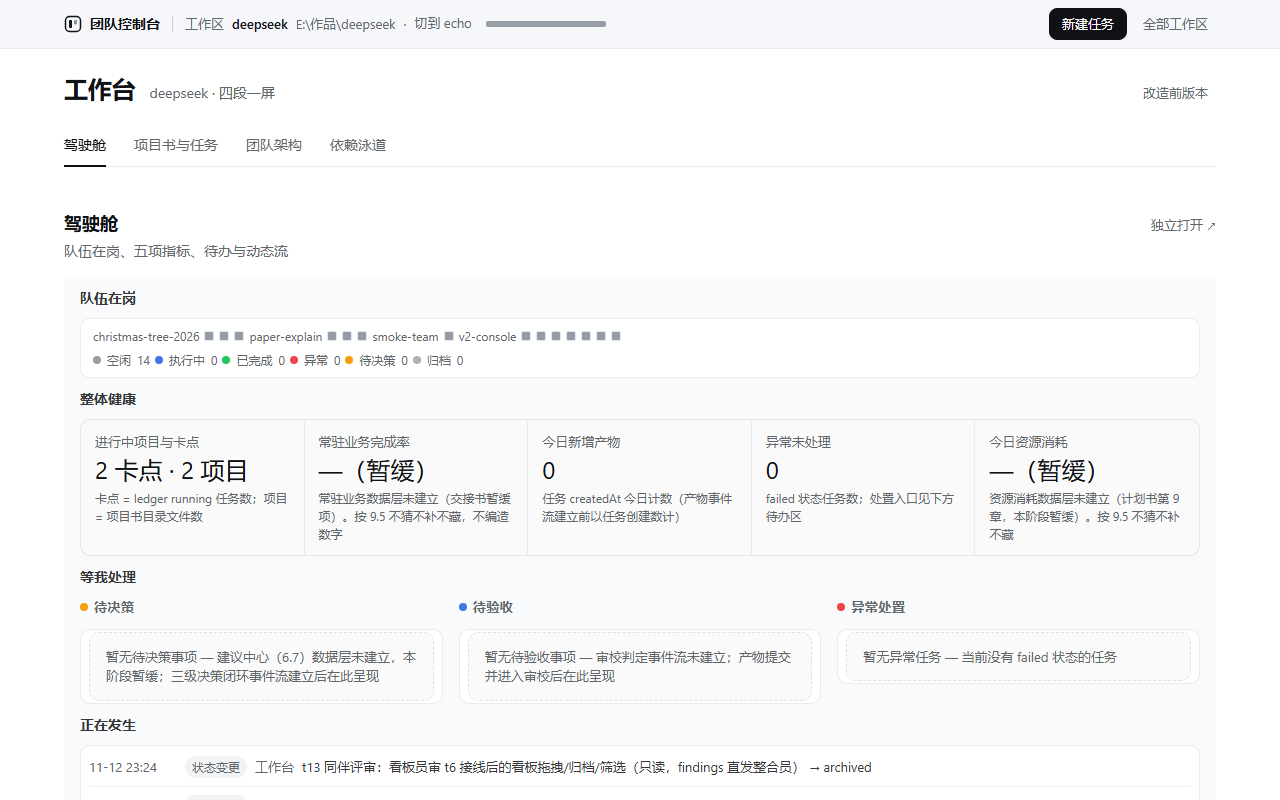 团队控制台 工作区 deepseek E:\作品\deepseek · 切到 echo 新建任务 全部工作区
工作台 deepseek · 四段一屏 改造前版本
驾驶舱 项目书与任务 团队架构 依赖泳道
驾驶舱 独立打开 ↗
队伍在岗、五项指标、待办与动态流
队伍在岗
christmas-tree-2026 paper-explain smoke-team v2-console
空闲 14 执行中 0 已完成 0 异常 0 待决策 0 归档 0
整体健康
进行中项目与卡点
2 卡点 · 2 项目
卡点 = ledger running 任务数；项目
= 项目书目录文件数
常驻业务完成率
—（暂缓）
常驻业务数据层未建立（交接书暂缓
项）。按 9.5 不猜不补不藏，不编造
数字
今日新增产物
0
任务 createdAt 今日计数（产物事件
流建立前以任务创建数计）
异常未处理
0
failed 状态任务数；处置入口见下方
待办区
今日资源消耗
—（暂缓）
资源消耗数据层未建立（计划书第 9
章，本阶段暂缓）。按 9.5 不猜不补
不藏
等我处理
待决策
暂无待决策事项 — 建议中心（6.7）数据层未建立，本
阶段暂缓；三级决策闭环事件流建立后在此呈现
待验收
暂无待验收事项 — 审校判定事件流未建立；产物提交
并进入审校后在此呈现
异常处置
暂无异常任务 — 当前没有 failed 状态的任务
正在发生
11-12 23:24 状态变更 工作台 t13 同伴评审：看板员审 t6 接线后的看板拖拽/归档/筛选（只读，findings 直发整合员） → archived